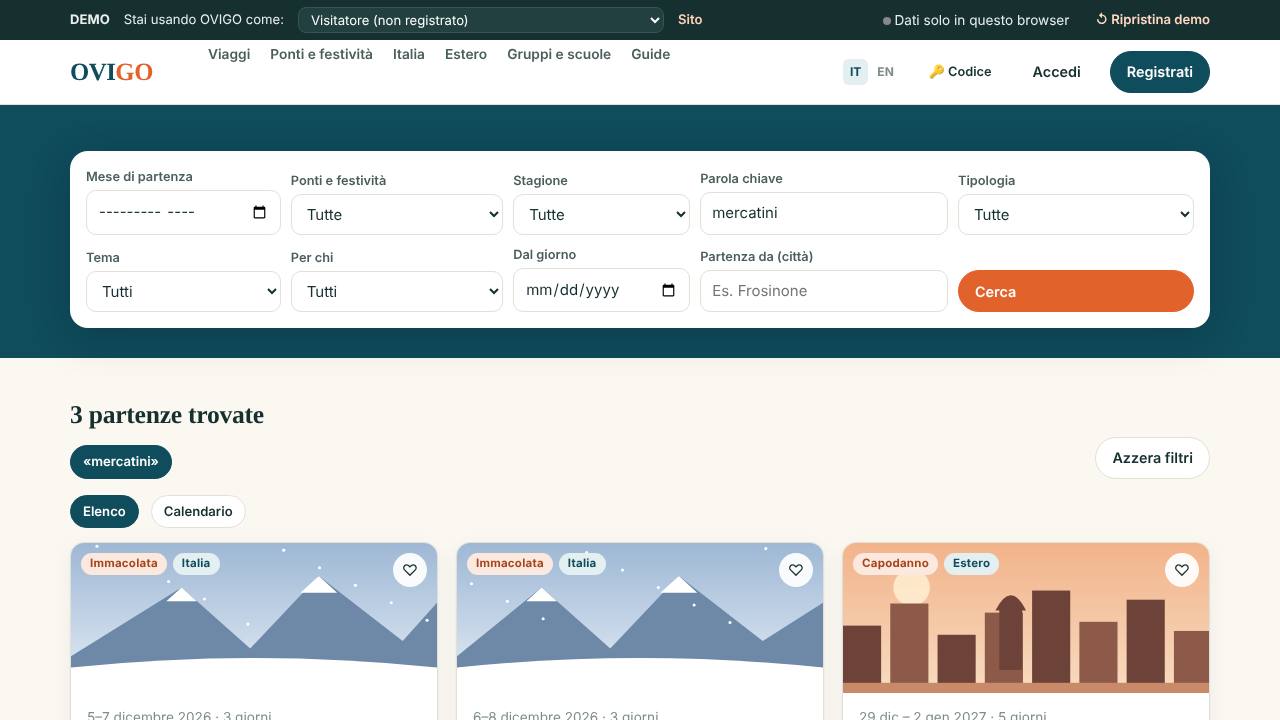 DEMO Stai usando OVIGO come: Visitatore (non registrato) Sito Dati solo in questo browser ↺ Ripristina demo
OVIGO Viaggi Ponti e festività Italia Estero Gruppi e scuole Guide IT EN 🔑 Codice Accedi Registrati
Mese di partenza Ponti e festività Stagione Parola chiave Tipologia
--------- ---- Tutte Tutte mercatini Tutte
Tema Per chi Dal giorno Partenza da (città)
Tutti Tutti mm/dd/yyyy Es. Frosinone Cerca
3 partenze trovate
«mercatini» Azzera filtri
Elenco Calendario
Immacolata Italia Immacolata Italia Capodanno Estero
5–7 dicembre 2026 · 3 giorni 6–8 dicembre 2026 · 3 giorni 29 dic – 2 gen 2027 · 5 giorni